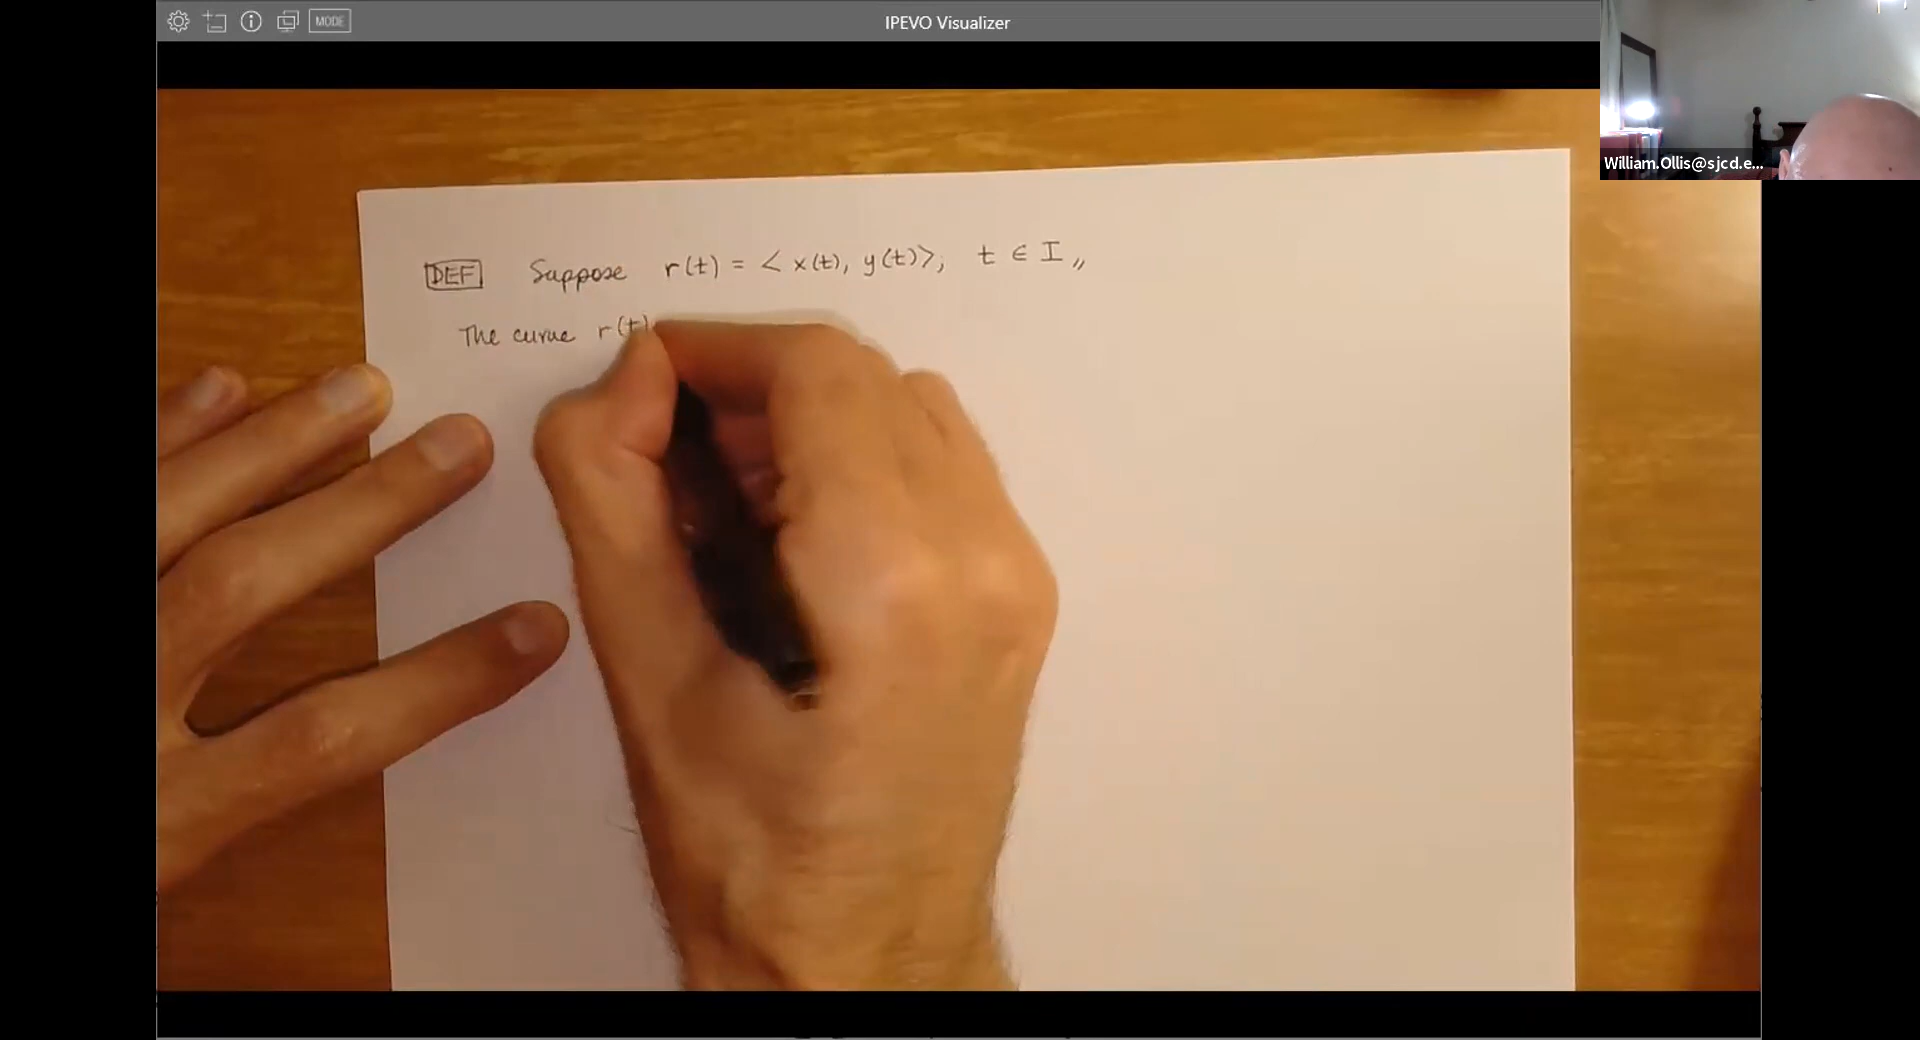 MODE
IPEVO Visualizer
William.Ollis@sjcd.e...
DEF Suppose r(t) = < x(t), y(t)>, t ∈ I,,
The curve r(t)